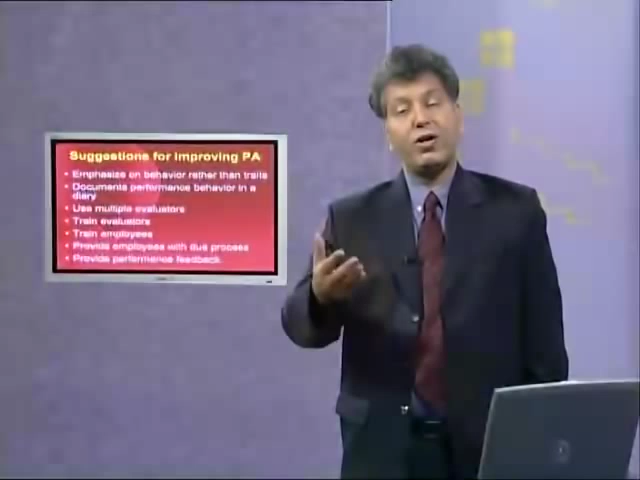 Suggestions for improving PA
• Emphasize on behavior rather than traits
• Documents performance behavior in a
diary
• Use multiple evaluators
• Train evaluators
• Train employees
• Provide employees with due process
• Provide performance feedback